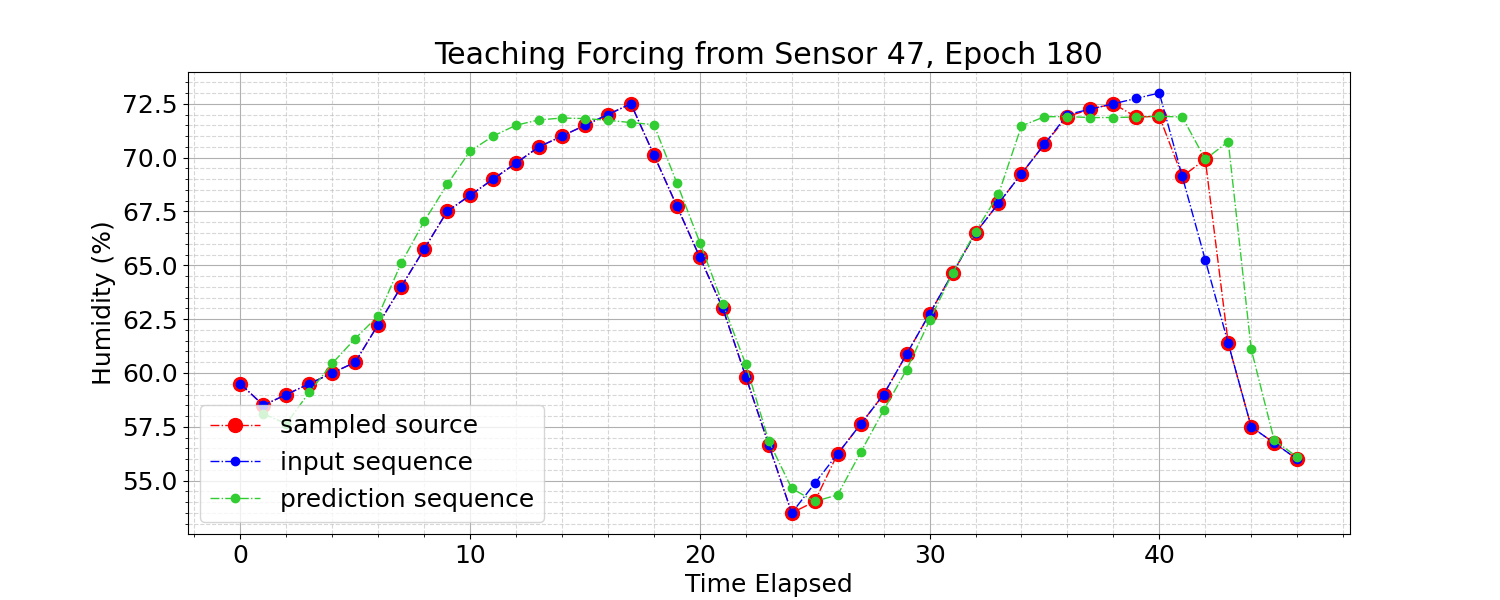 Teaching Forcing from Sensor 47, Epoch 180
72.5
70.0
67.5
65.0
62.5
60.0
57.5
55.0
Humidity (%)
sampled source
input sequence
prediction sequence
0 10 20 30 40
Time Elapsed